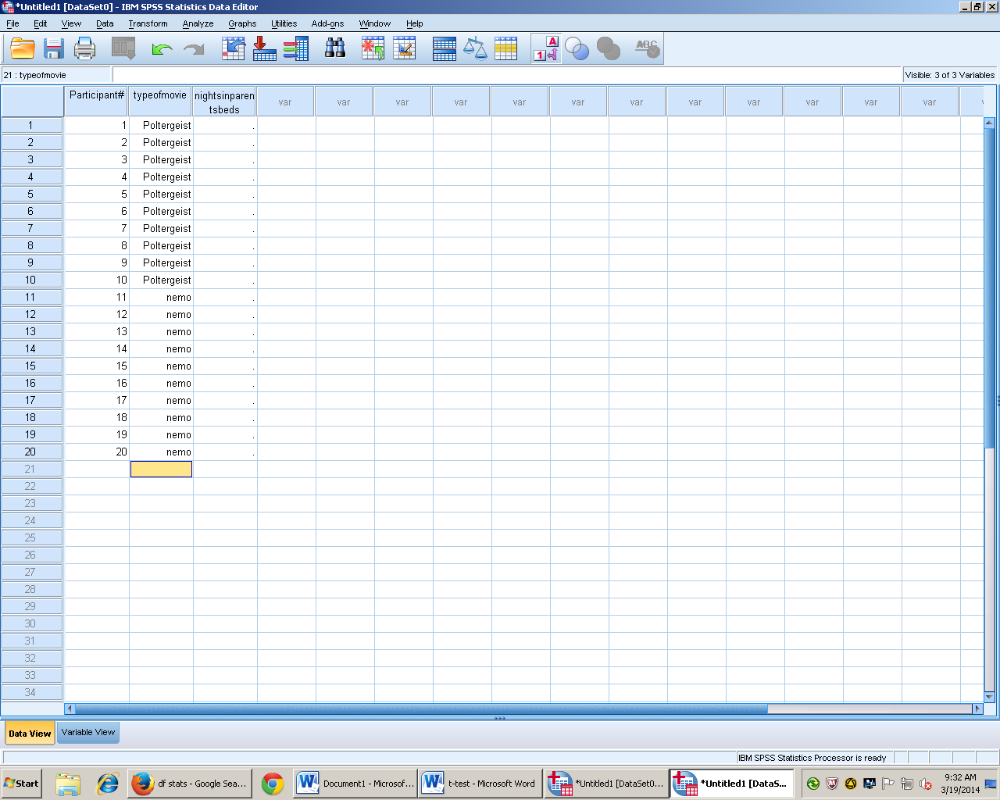 *Untitled1 [DataSet0] - IBM SPSS Statistics Data Editor
File Edit View Data Transform Analyze Graphs Utilities Add-ons Window Help
A
1
ABC
21 : typeofmovie
Visible: 3 of 3 Variables
Participant# typeofmovie nightsinparen
tsbeds
var var var var var var var var var var var var
1 1 Poltergeist .
2 2 Poltergeist .
3 3 Poltergeist .
4 4 Poltergeist .
5 5 Poltergeist .
6 6 Poltergeist .
7 7 Poltergeist .
8 8 Poltergeist .
9 9 Poltergeist .
10 10 Poltergeist .
11 11 nemo .
12 12 nemo .
13 13 nemo .
14 14 nemo .
15 15 nemo .
16 16 nemo .
17 17 nemo .
18 18 nemo .
19 19 nemo .
20 20 nemo .
21
22
23
24
25
26
27
28
29
30
31
32
33
34
Data View Variable View
IBM SPSS Statistics Processor is ready
Start
df stats - Google Sea...
Document1 - Microsof...
t-test - Microsoft Word
*Untitled1 [DataSet0...
*Untitled1 [DataS...
9:32 AM
3/19/2014